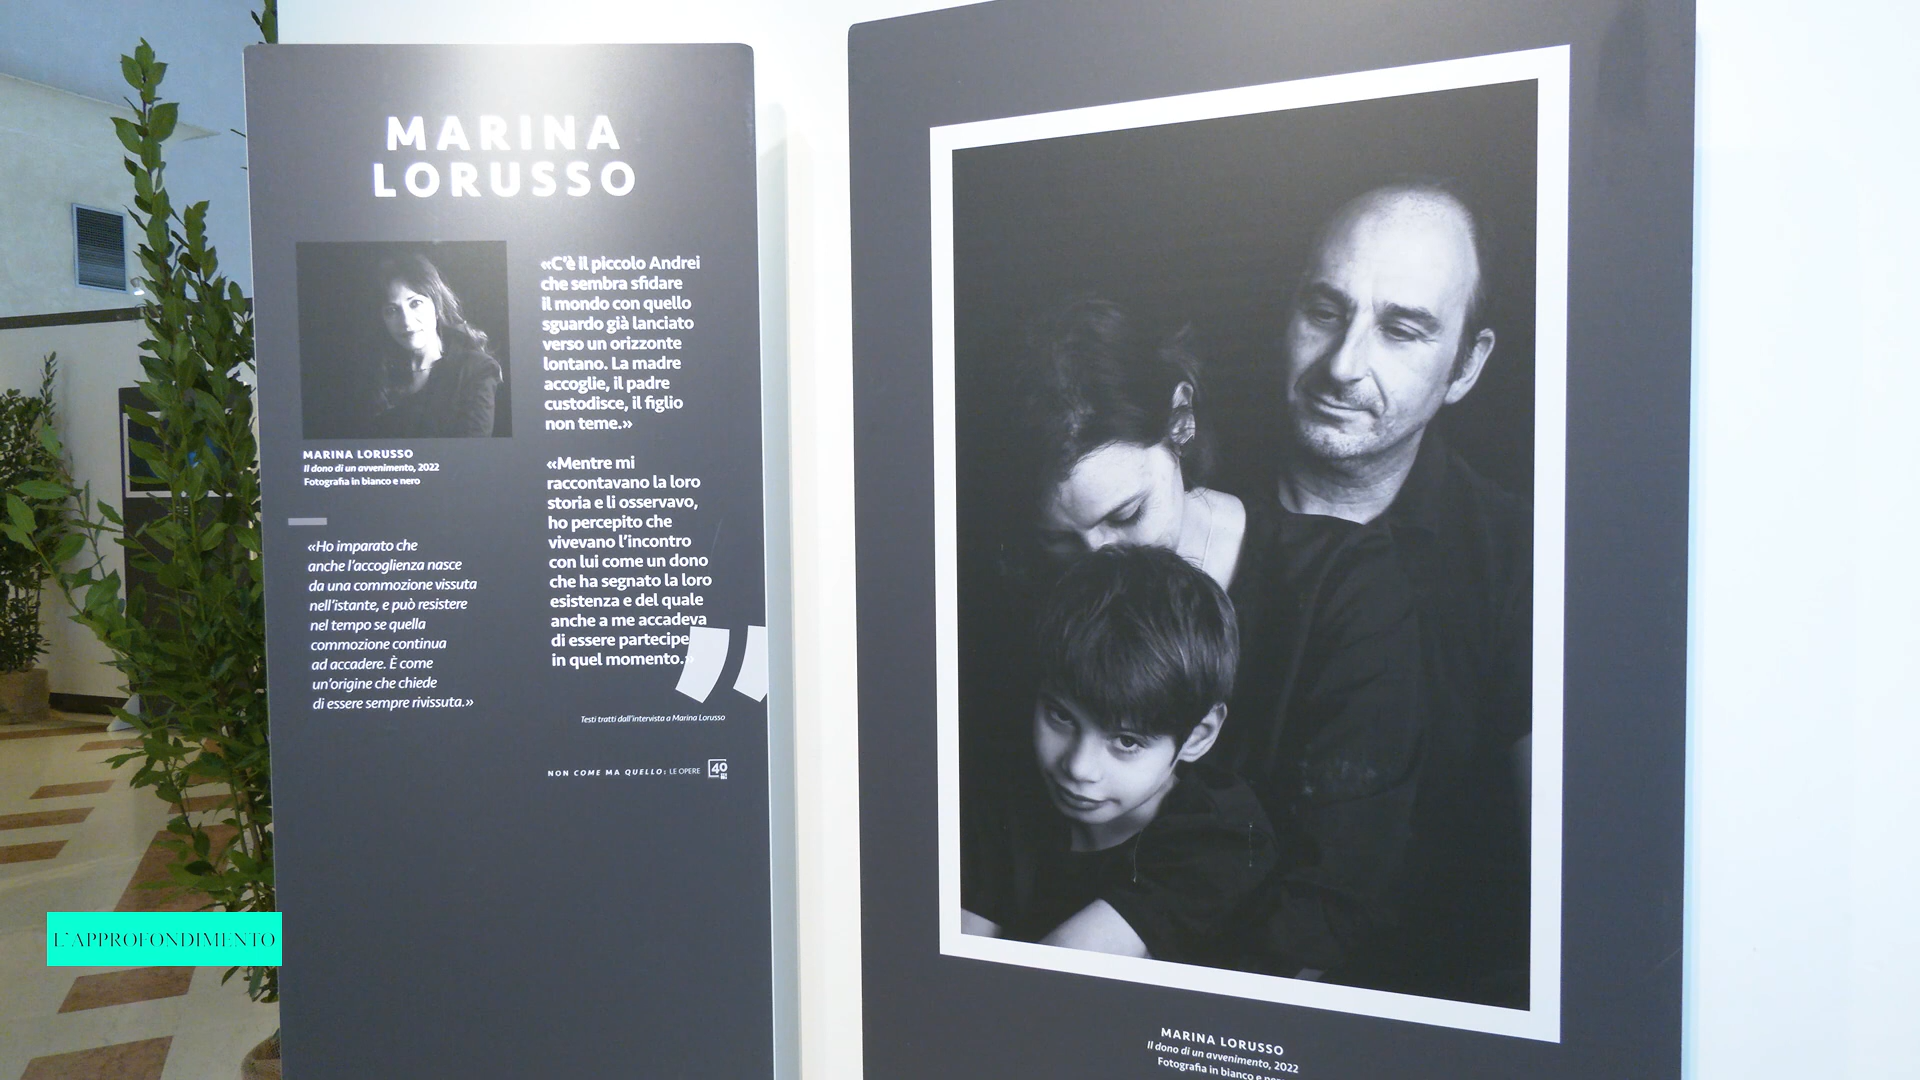 MARINA
LORUSSO
MARINA LORUSSO
Il dono di un avvenimento, 2022
Fotografia in bianco e nero
«Ho imparato che
anche l'accoglienza nasce
da una commozione vissuta
nell'istante, e può resistere
nel tempo se quella
commozione continua
ad accadere. È come
un'origine che chiede
di essere sempre rivissuta.»
«C'è il piccolo Andrei
che sembra sfidare
il mondo con quello
sguardo già lanciato
verso un orizzonte
lontano. La madre
accoglie, il padre
custodisce, il figlio
non teme.»
«Mentre mi
raccontavano la loro
storia e li osservavo,
ho percepito che
vivevano l'incontro
con lui come un dono
che ha segnato la loro
esistenza e del quale
anche a me accadeva
di essere partecipe
in quel momento.»
Testi tratti dall'intervista a Marina Lorusso
NON COME MA QUELLO: LE OPERE 40
MARINA LORUSSO
Il dono di un avvenimento, 2022
Fotografia in bianco e nero
L'APPROFONDIMENTO